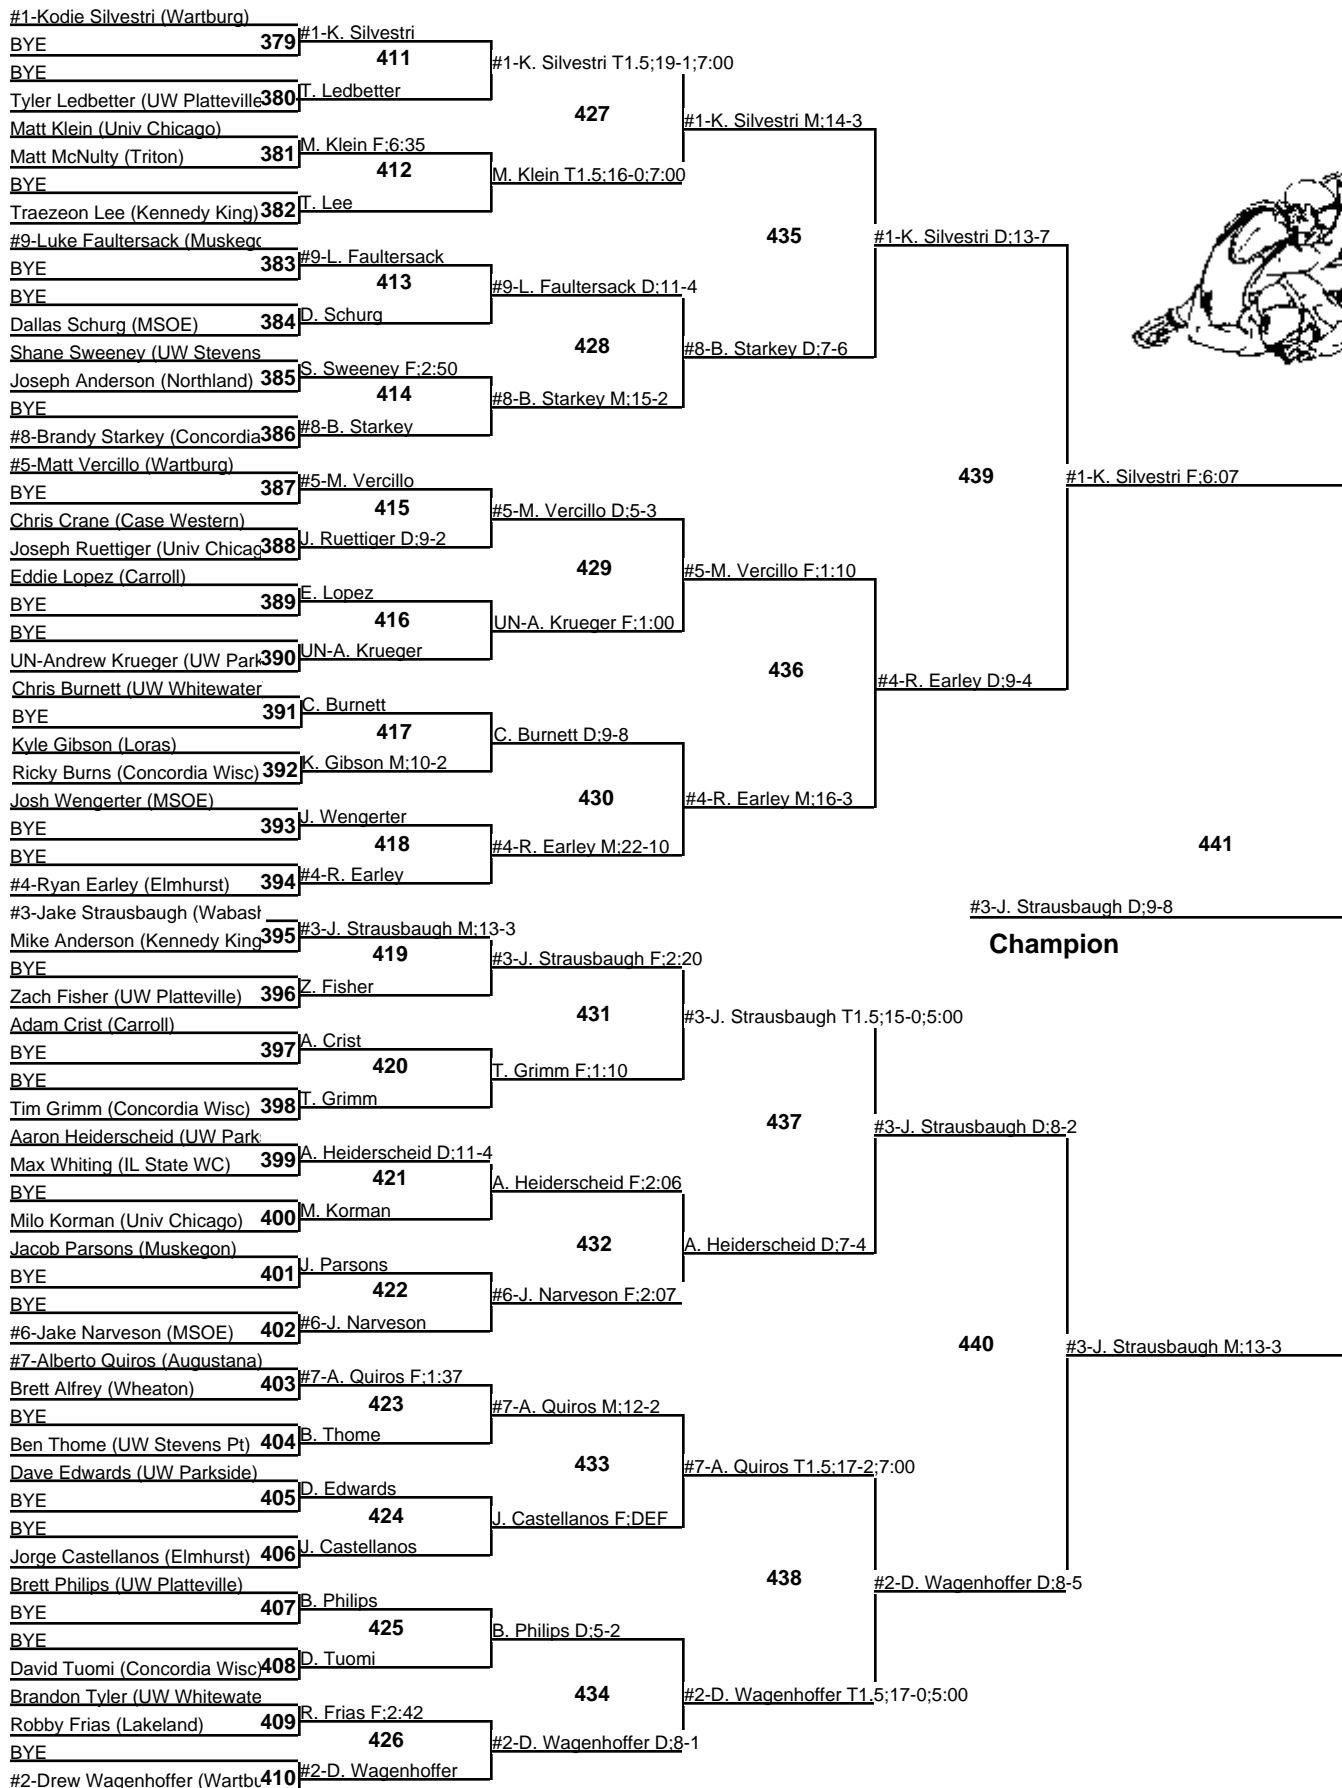 #1-Kodie Silvestri (Wartburg)
BYE
379
BYE
Tyler Ledbetter (UW Platteville
380
Matt Klein (Univ Chicago)
Matt McNulty (Triton)
381
BYE
Traezeon Lee (Kennedy King)
382
#9-Luke Faultersack (Muskego
BYE
383
BYE
Dallas Schurg (MSOE)
384
Shane Sweeney (UW Stevens
Joseph Anderson (Northland)
385
BYE
#8-Brandy Starkey (Concordia
386
#5-Matt Vercillo (Wartburg)
BYE
387
Chris Crane (Case Western)
Joseph Ruettiger (Univ Chicag
388
Eddie Lopez (Carroll)
BYE
389
BYE
UN-Andrew Krueger (UW Park
390
Chris Burnett (UW Whitewater
BYE
391
Kyle Gibson (Loras)
Ricky Burns (Concordia Wisc)
392
Josh Wengerter (MSOE)
BYE
393
BYE
#4-Ryan Earley (Elmhurst)
394
#3-Jake Strausbaugh (Wabash
Mike Anderson (Kennedy King
395
BYE
Zach Fisher (UW Platteville)
396
Adam Crist (Carroll)
BYE
397
BYE
Tim Grimm (Concordia Wisc)
398
Aaron Heiderscheid (UW Park
Max Whiting (IL State WC)
399
BYE
Milo Korman (Univ Chicago)
400
Jacob Parsons (Muskegon)
BYE
401
BYE
#6-Jake Narveson (MSOE)
402
#7-Alberto Quiros (Augustana)
Brett Alfrey (Wheaton)
403
BYE
Ben Thome (UW Stevens Pt)
404
Dave Edwards (UW Parkside)
BYE
405
BYE
Jorge Castellanos (Elmhurst)
406
Brett Philips (UW Platteville)
BYE
407
BYE
David Tuomi (Concordia Wisc)
408
Brandon Tyler (UW Whitewate
Robby Frias (Lakeland)
409
BYE
#2-Drew Wagenhoffer (Wartbu
410
#1-K. Silvestri
411
T. Ledbetter
M. Klein F;6:35
412
T. Lee
#9-L. Faultersack
413
D. Schurg
S. Sweeney F;2:50
414
#8-B. Starkey
#5-M. Vercillo
415
J. Ruettiger D;9-2
E. Lopez
416
UN-A. Krueger
C. Burnett
417
K. Gibson M;10-2
J. Wengerter
418
#4-R. Earley
#3-J. Strausbaugh M;13-3
419
Z. Fisher
A. Crist
420
T. Grimm
A. Heiderscheid D;11-4
421
M. Korman
J. Parsons
422
#6-J. Narveson
#7-A. Quiros F;1:37
423
B. Thome
D. Edwards
424
J. Castellanos
B. Philips
425
D. Tuomi
R. Frias F;2:42
426
#2-D. Wagenhoffer
#1-K. Silvestri T1.5;19-1;7:00
427
M. Klein T1.5;16-0;7:00
#9-L. Faultersack D;11-4
428
#8-B. Starkey M;15-2
#5-M. Vercillo D;5-3
429
UN-A. Krueger F;1:00
C. Burnett D;9-8
430
#4-R. Earley M;22-10
#3-J. Strausbaugh F;2:20
431
T. Grimm F;1:10
A. Heiderscheid F;2:06
432
#6-J. Narveson F;2:07
#7-A. Quiros M;12-2
433
J. Castellanos F;DEF
B. Philips D;5-2
434
#2-D. Wagenhoffer D;8-1
#1-K. Silvestri M;14-3
435
#8-B. Starkey D;7-6
#5-M. Vercillo F;1:10
436
#4-R. Earley M;16-3
#3-J. Strausbaugh T1.5;15-0;5:00
437
A. Heiderscheid D;7-4
#7-A. Quiros T1.5;17-2;7:00
438
#2-D. Wagenhoffer T1.5;17-0;5:00
#1-K. Silvestri D;13-7
439
#4-R. Earley D;9-4
#3-J. Strausbaugh D;8-2
440
#2-D. Wagenhoffer D;8-5
#1-K. Silvestri F;6:07
441
#3-J. Strausbaugh M;13-3
#3-J. Strausbaugh D;9-8
Champion